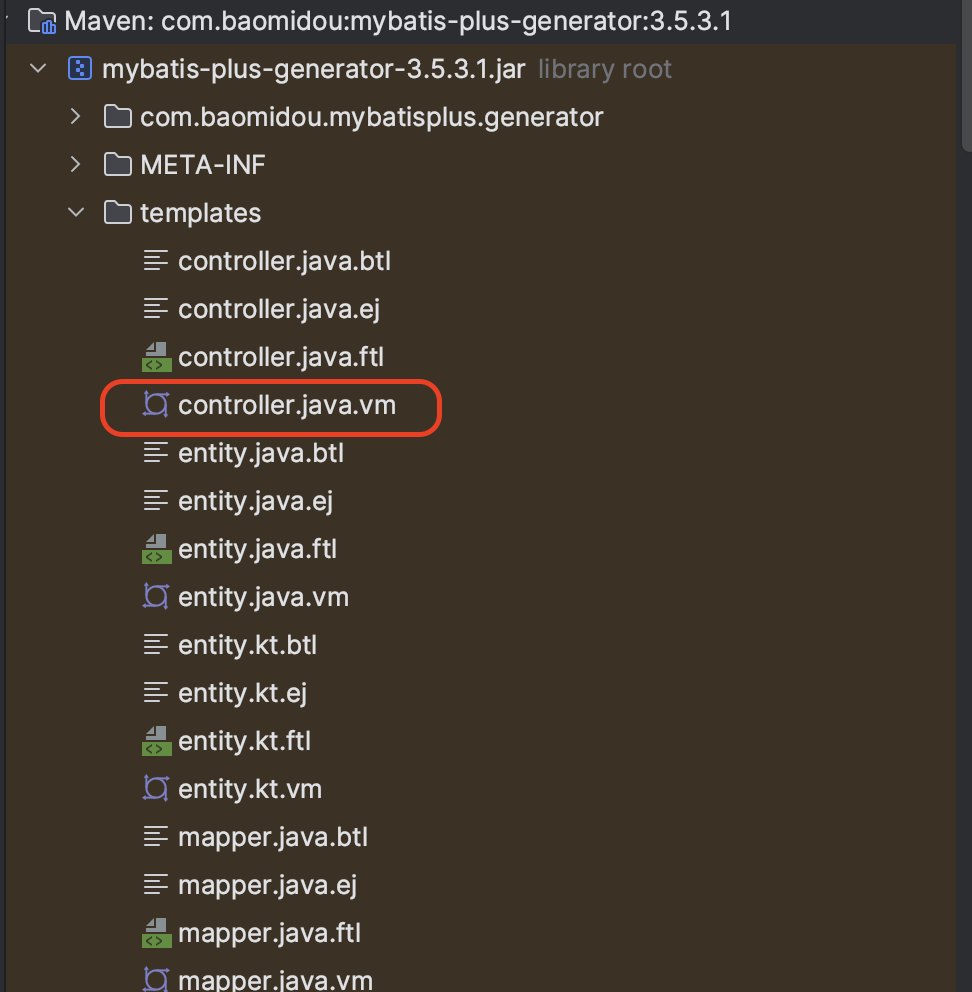 Maven: com.baomidou:mybatis-plus-generator:3.5.3.1
mybatis-plus-generator-3.5.3.1.jar library root
com.baomidou.mybatisplus.generator
META-INF
templates
controller.java.btl
controller.java.ej
controller.java.ftl
controller.java.vm
entity.java.btl
entity.java.ej
entity.java.ftl
entity.java.vm
entity.kt.btl
entity.kt.ej
entity.kt.ftl
entity.kt.vm
mapper.java.btl
mapper.java.ej
mapper.java.ftl
mapper.java.vm